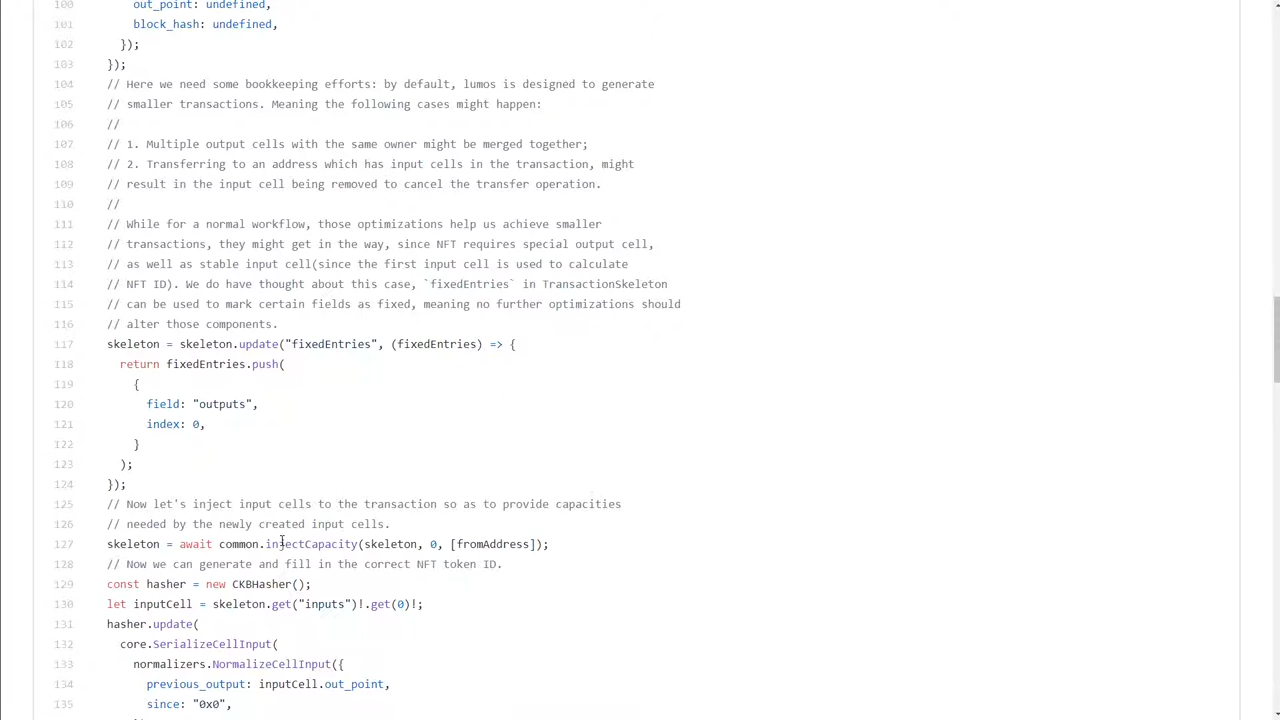 100 out_point: undefined,
101 block_hash: undefined,
102 });
103 });
104 // Here we need some bookkeeping efforts: by default, lumos is designed to generate
105 // smaller transactions. Meaning the following cases might happen:
106 //
107 // 1. Multiple output cells with the same owner might be merged together;
108 // 2. Transferring to an address which has input cells in the transaction, might
109 // result in the input cell being removed to cancel the transfer operation.
110 //
111 // While for a normal workflow, those optimizations help us achieve smaller
112 // transactions, they might get in the way, since NFT requires special output cell,
113 // as well as stable input cell(since the first input cell is used to calculate
114 // NFT ID). We do have thought about this case, `fixedEntries` in TransactionSkeleton
115 // can be used to mark certain fields as fixed, meaning no further optimizations should
116 // alter those components.
117 skeleton = skeleton.update("fixedEntries", (fixedEntries) => {
118 return fixedEntries.push(
119 {
120 field: "outputs",
121 index: 0,
122 }
123 );
124 });
125 // Now let's inject input cells to the transaction so as to provide capacities
126 // needed by the newly created input cells.
127 skeleton = await common.injectCapacity(skeleton, 0, [fromAddress]);
128 // Now we can generate and fill in the correct NFT token ID.
129 const hasher = new CKBHasher();
130 let inputCell = skeleton.get("inputs")!.get(0)!;
131 hasher.update(
132 core.SerializeCellInput(
133 normalizers.NormalizeCellInput({
134 previous_output: inputCell.out_point,
135 since: "0x0",